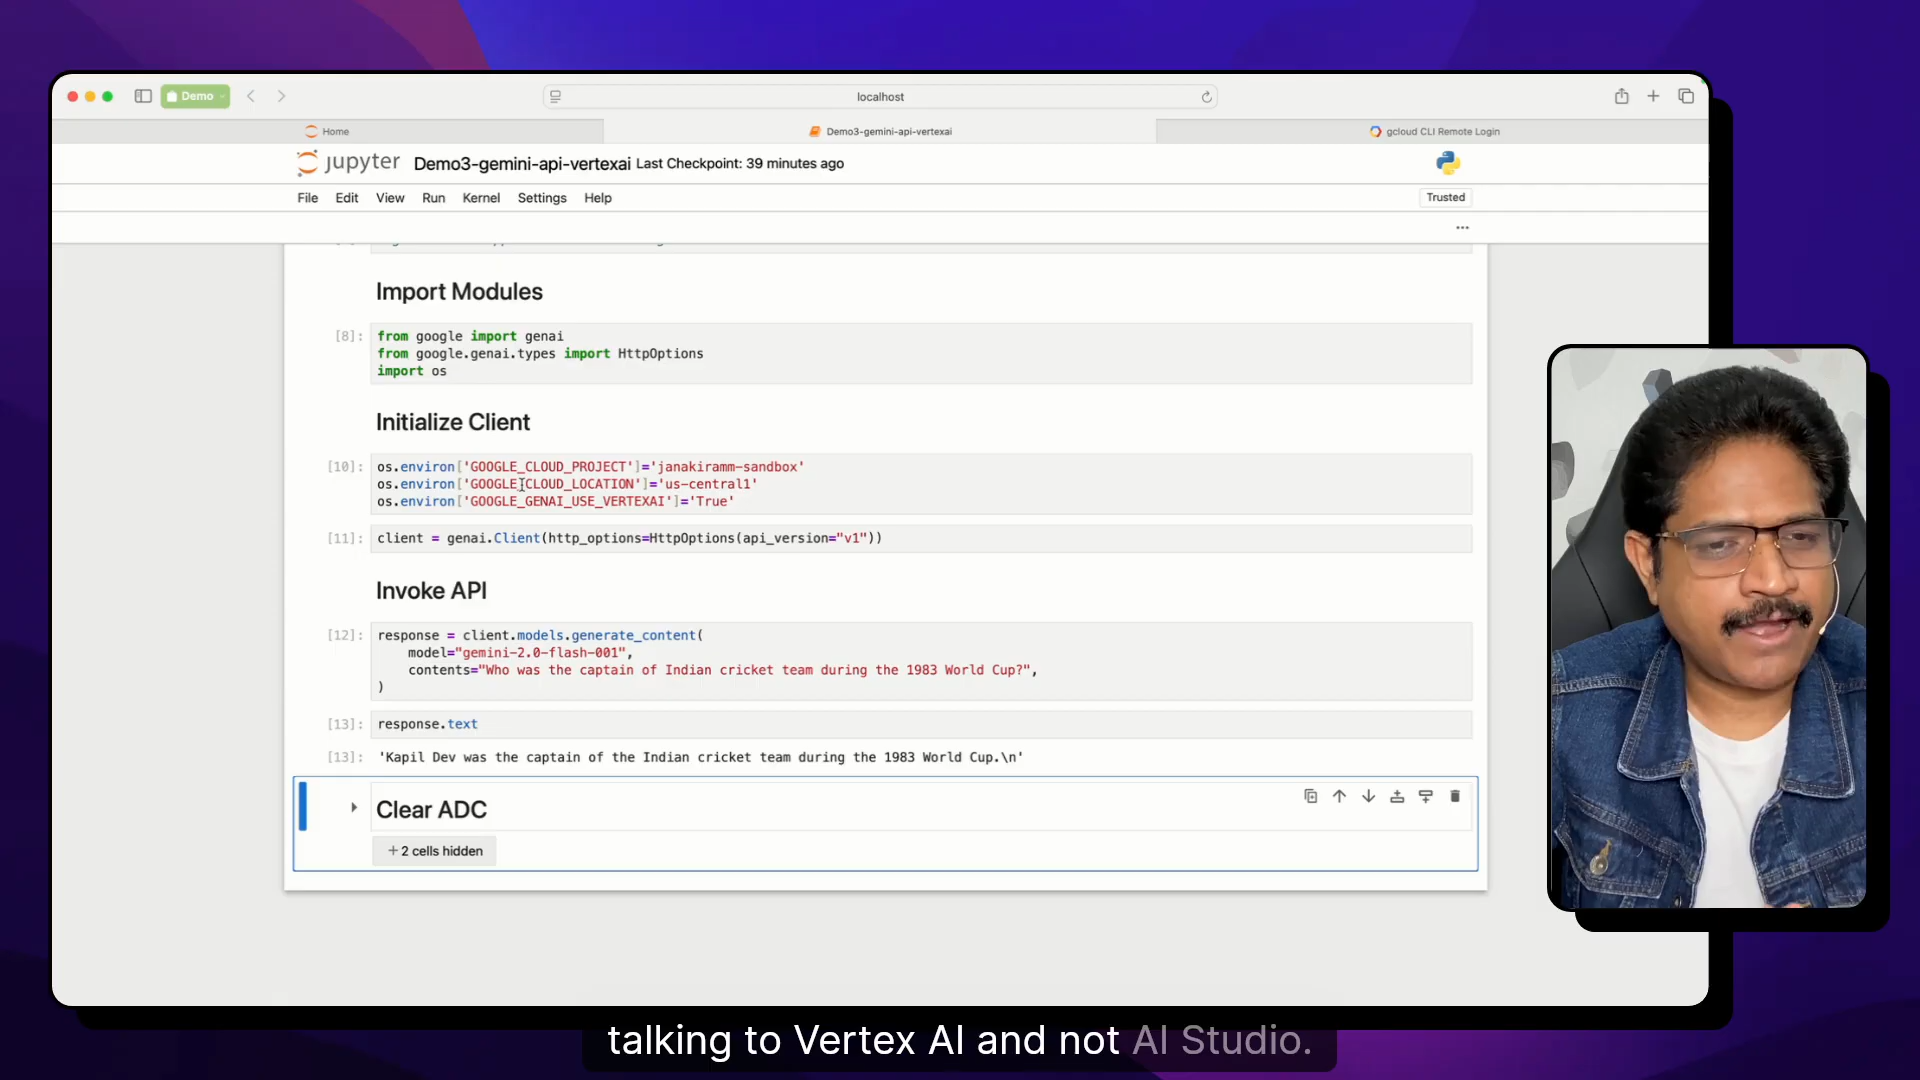 Demo
localhost
Home
Demo3-gemini-api-vertexai
gcloud CLI Remote Login
jupyter
Demo3-gemini-api-vertexai Last Checkpoint: 39 minutes ago
File Edit View Run Kernel Settings Help
Trusted
Import Modules
[8]: from google import genai
from google.genai.types import HttpOptions
import os
Initialize Client
[10]: os.environ['GOOGLE_CLOUD_PROJECT']='janakiramm-sandbox'
os.environ['GOOGLE_CLOUD_LOCATION']='us-central1'
os.environ['GOOGLE_GENAI_USE_VERTEXAI']='True'
[11]: client = genai.Client(http_options=HttpOptions(api_version="v1"))
Invoke API
[12]: response = client.models.generate_content(
model="gemini-2.0-flash-001",
contents="Who was the captain of Indian cricket team during the 1983 World Cup?",
)
[13]: response.text
[13]: 'Kapil Dev was the captain of the Indian cricket team during the 1983 World Cup.\n'
Clear ADC
+ 2 cells hidden
talking to Vertex AI and not AI Studio.